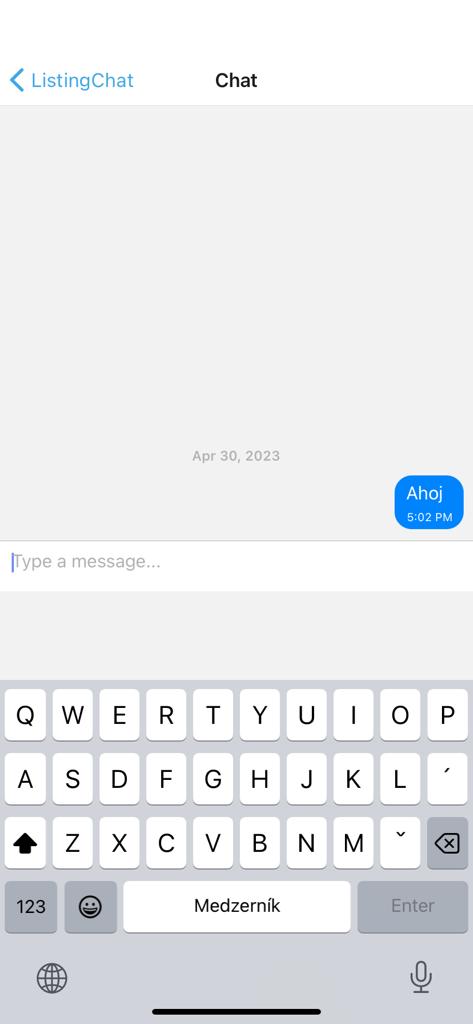 ListingChat Chat
Apr 30, 2023
Ahoj
5:02 PM
Type a message...
Q W E R T Y U I O P
A S D F G H J K L ´
Z X C V B N M ˇ
123 Medzerník Enter